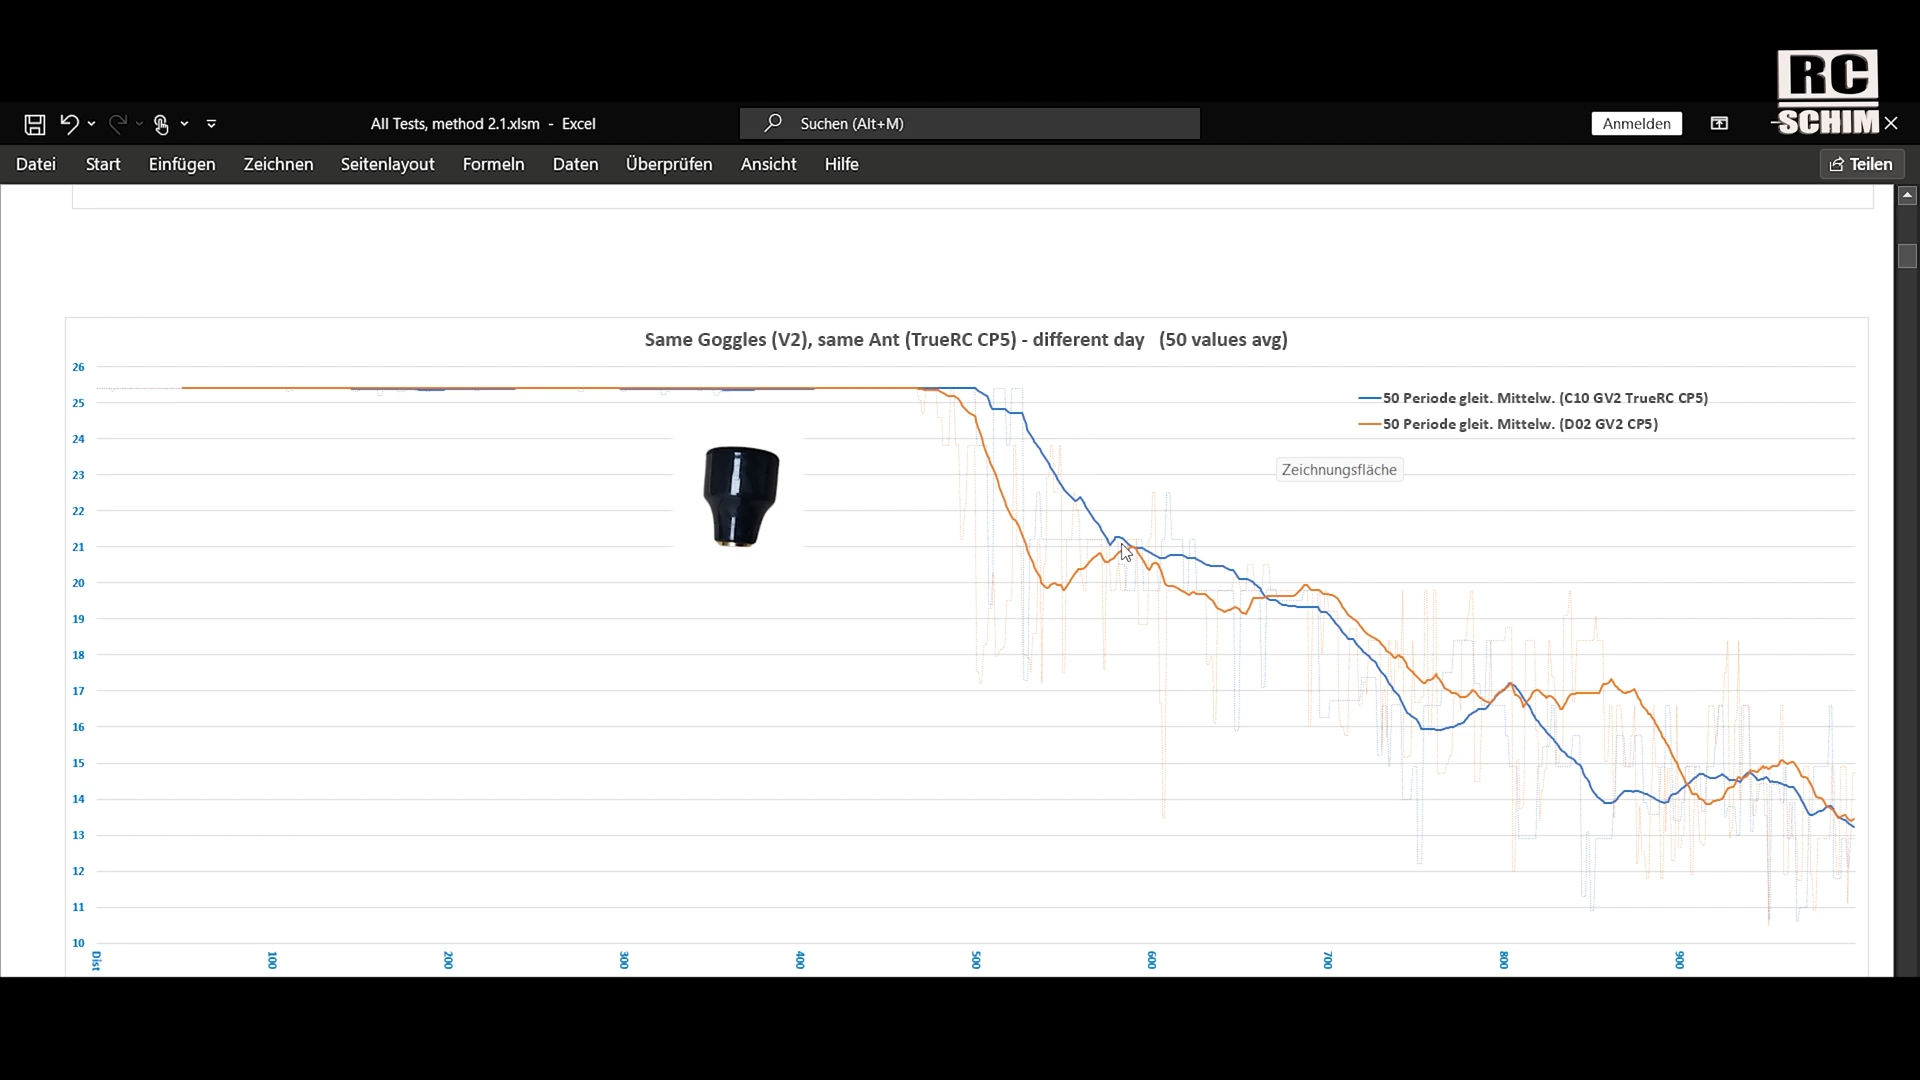 RC
SCHIM
All Tests, method 2.1.xlsm - Excel
Suchen (Alt+M)
Anmelden
Datei Start Einfügen Zeichnen Seitenlayout Formeln Daten Überprüfen Ansicht Hilfe
Teilen
Same Goggles (V2), same Ant (TrueRC CP5) - different day (50 values avg)
50 Periode gleit. Mittelw. (C10 GV2 TrueRC CP5)
50 Periode gleit. Mittelw. (D02 GV2 CP5)
Zeichnungsfläche
26
25
24
23
22
21
20
19
18
17
16
15
14
13
12
11
10
Dist 100 200 300 400 500 600 700 800 900